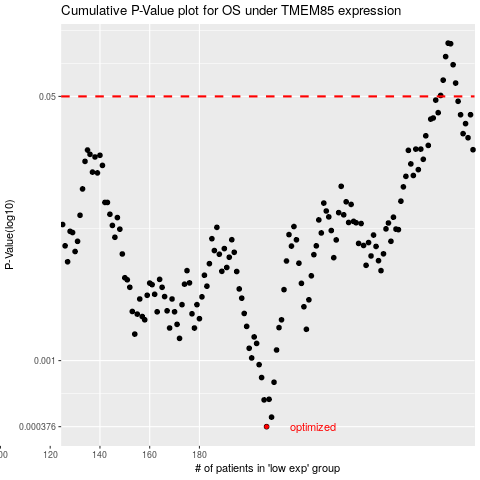 Cumulative P-Value plot for OS under TMEM85 expression
P-Value(log10)
0.05
0.001
0.000376
optimized
00 140 160 180
120
# of patients in 'low exp' group